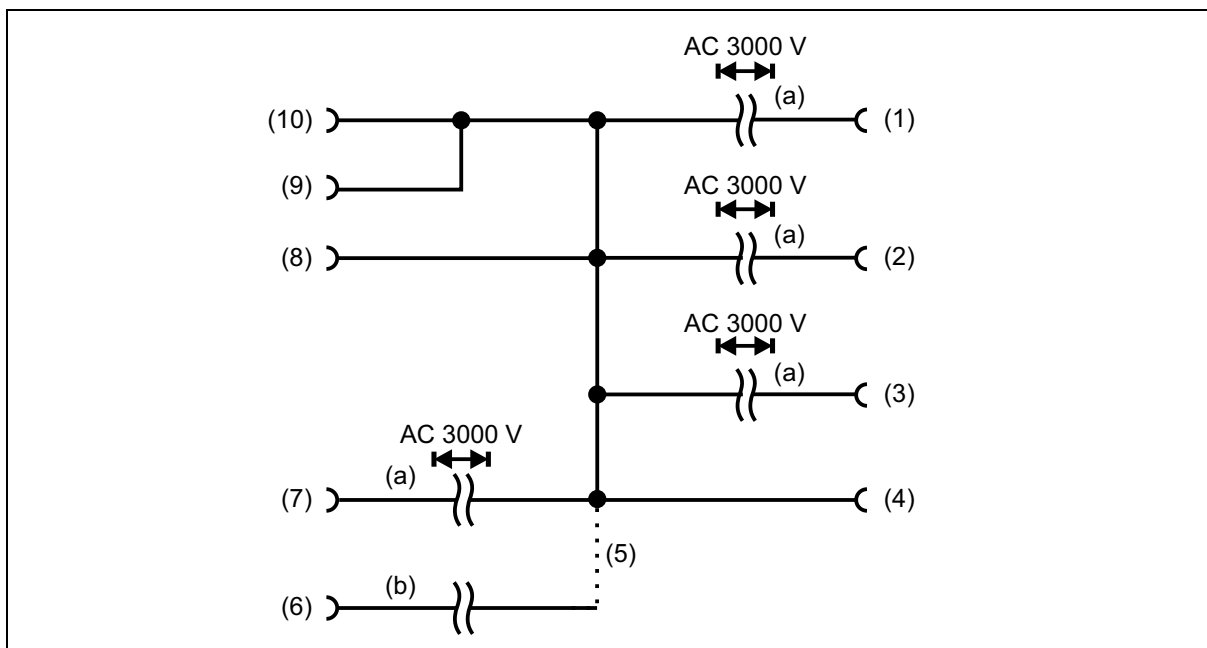 AC 3000 V
(10) (a) (1)
(9) AC 3000 V
(a)
(8) (2)
AC 3000 V
(a)
(3)
AC 3000 V
(a)
(7) (4)
(5)
(b)
(6)